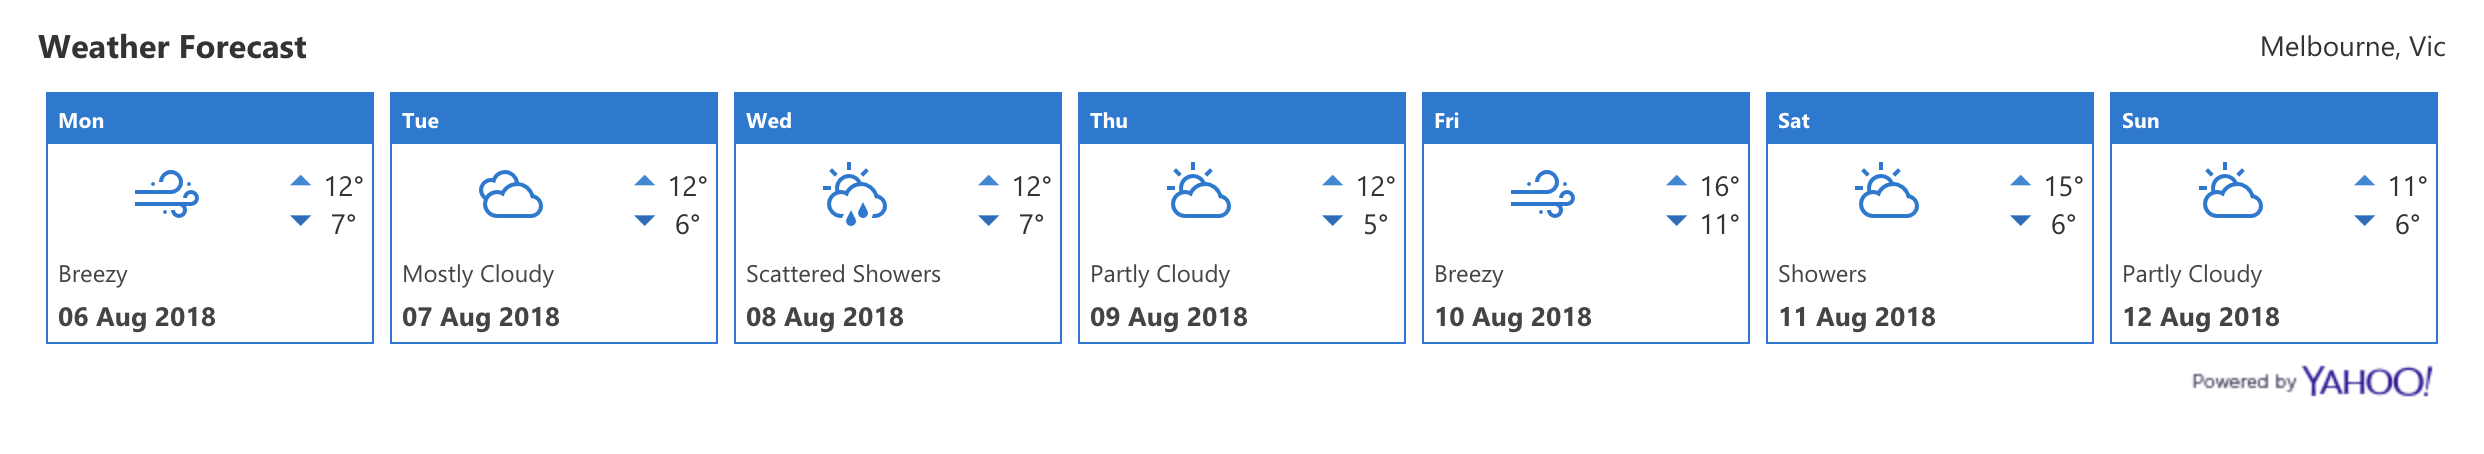 Weather Forecast
Melbourne, Vic
Mon
12°
7°
Breezy
06 Aug 2018
Tue
12°
6°
Mostly Cloudy
07 Aug 2018
Wed
12°
7°
Scattered Showers
08 Aug 2018
Thu
12°
5°
Partly Cloudy
09 Aug 2018
Fri
16°
11°
Breezy
10 Aug 2018
Sat
15°
6°
Showers
11 Aug 2018
Sun
11°
6°
Partly Cloudy
12 Aug 2018
Powered by YAHOO!